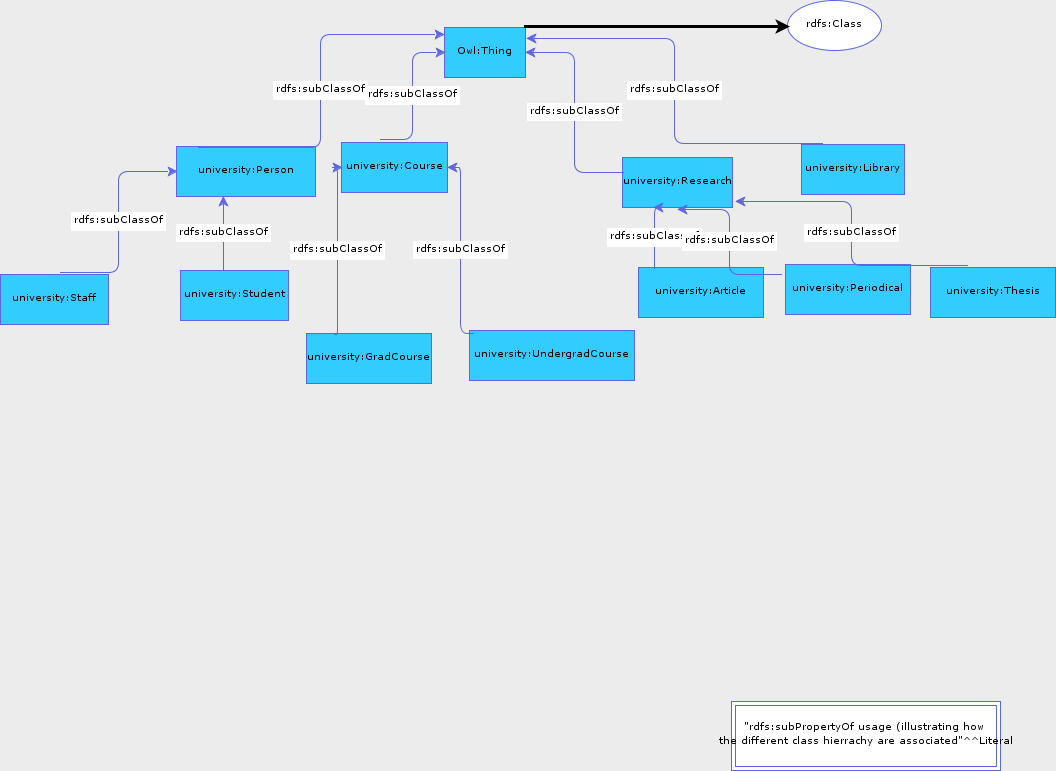 rdfs:Class
Owl:Thing
rdfs:subClassOf
rdfs:subClassOf
rdfs:subClassOf
rdfs:subClassOf
university:Person
university:Course
university:Research
university:Library
rdfs:subClassOf
rdfs:subClassOf
rdfs:subClassOf
rdfs:subClassOf
rdfs:subClas
rdfs:subClassOf
rdfs:subClassOf
university:Staff
university:Student
university:Article
university:Periodical
university:Thesis
university:GradCourse
university:UndergradCourse
"rdfs:subPropertyOf usage (illustrating how
the different class hierrachy are associated"^^Literal